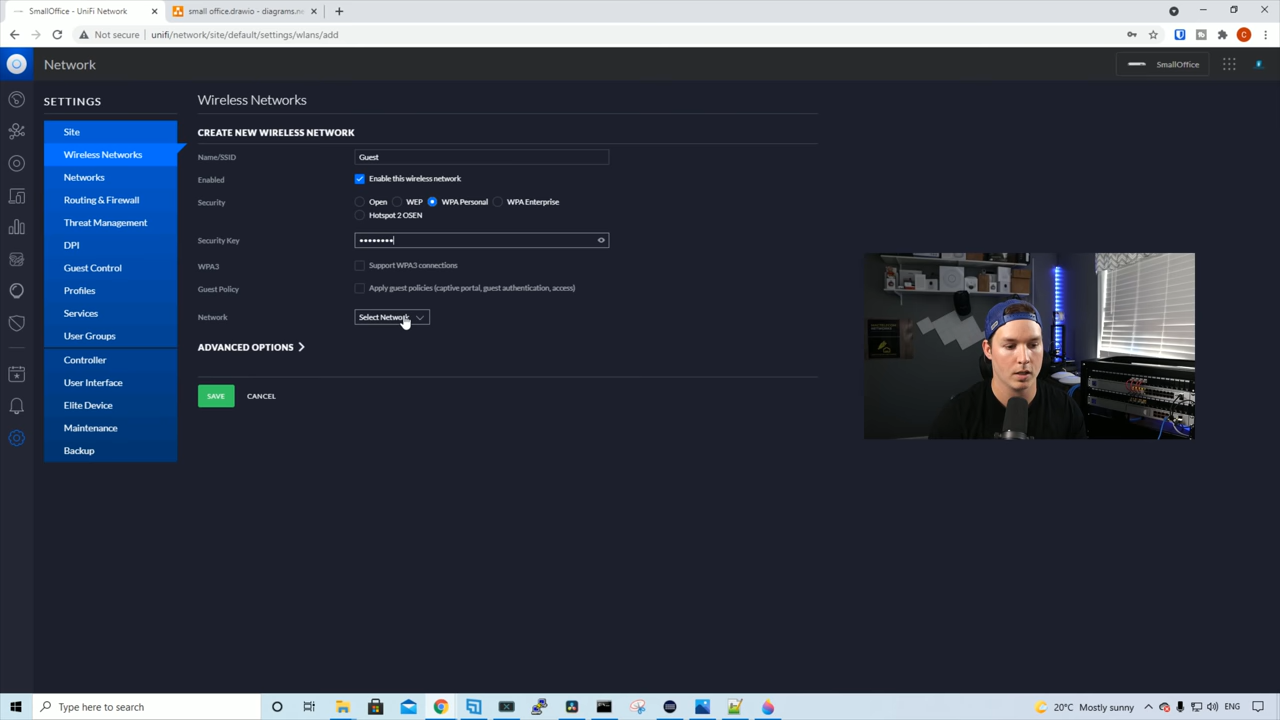 SmallOffice - UniFi Network
small office.drawio - diagrams.ne
Not secure
unifi/network/site/default/settings/wlans/add
C
Network
SmallOffice
SETTINGS
Site
Wireless Networks
Networks
Routing & Firewall
Threat Management
DPI
Guest Control
Profiles
Services
User Groups
Controller
User Interface
Elite Device
Maintenance
Backup
Wireless Networks
CREATE NEW WIRELESS NETWORK
Name/SSID
Guest
Enabled
Enable this wireless network
Security
Open
WEP
WPA Personal
WPA Enterprise
Hotspot 2 OSEN
Security Key
••••••••
WPA3
Support WPA3 connections
Guest Policy
Apply guest policies (captive portal, guest authentication, access)
Network
Select Network
ADVANCED OPTIONS
SAVE
CANCEL
Type here to search
20°C Mostly sunny
ENG